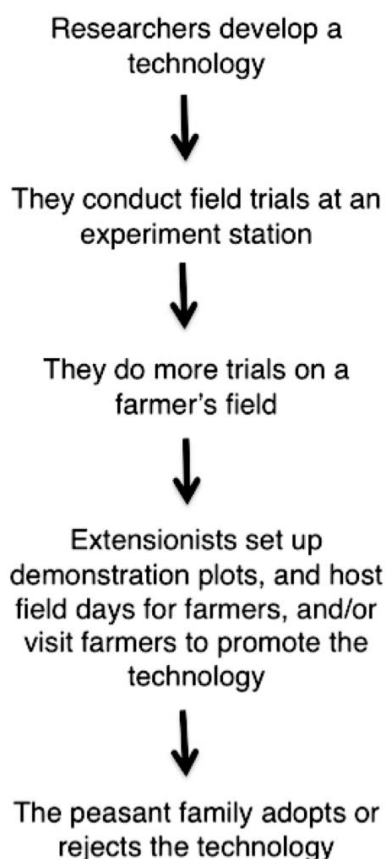 Researchers develop a
technology
They conduct field trials at an
experiment station
They do more trials on a
farmer's field
Extensionists set up
demonstration plots, and host
field days for farmers, and/or
visit farmers to promote the
technology
The peasant family adopts or
rejects the technology